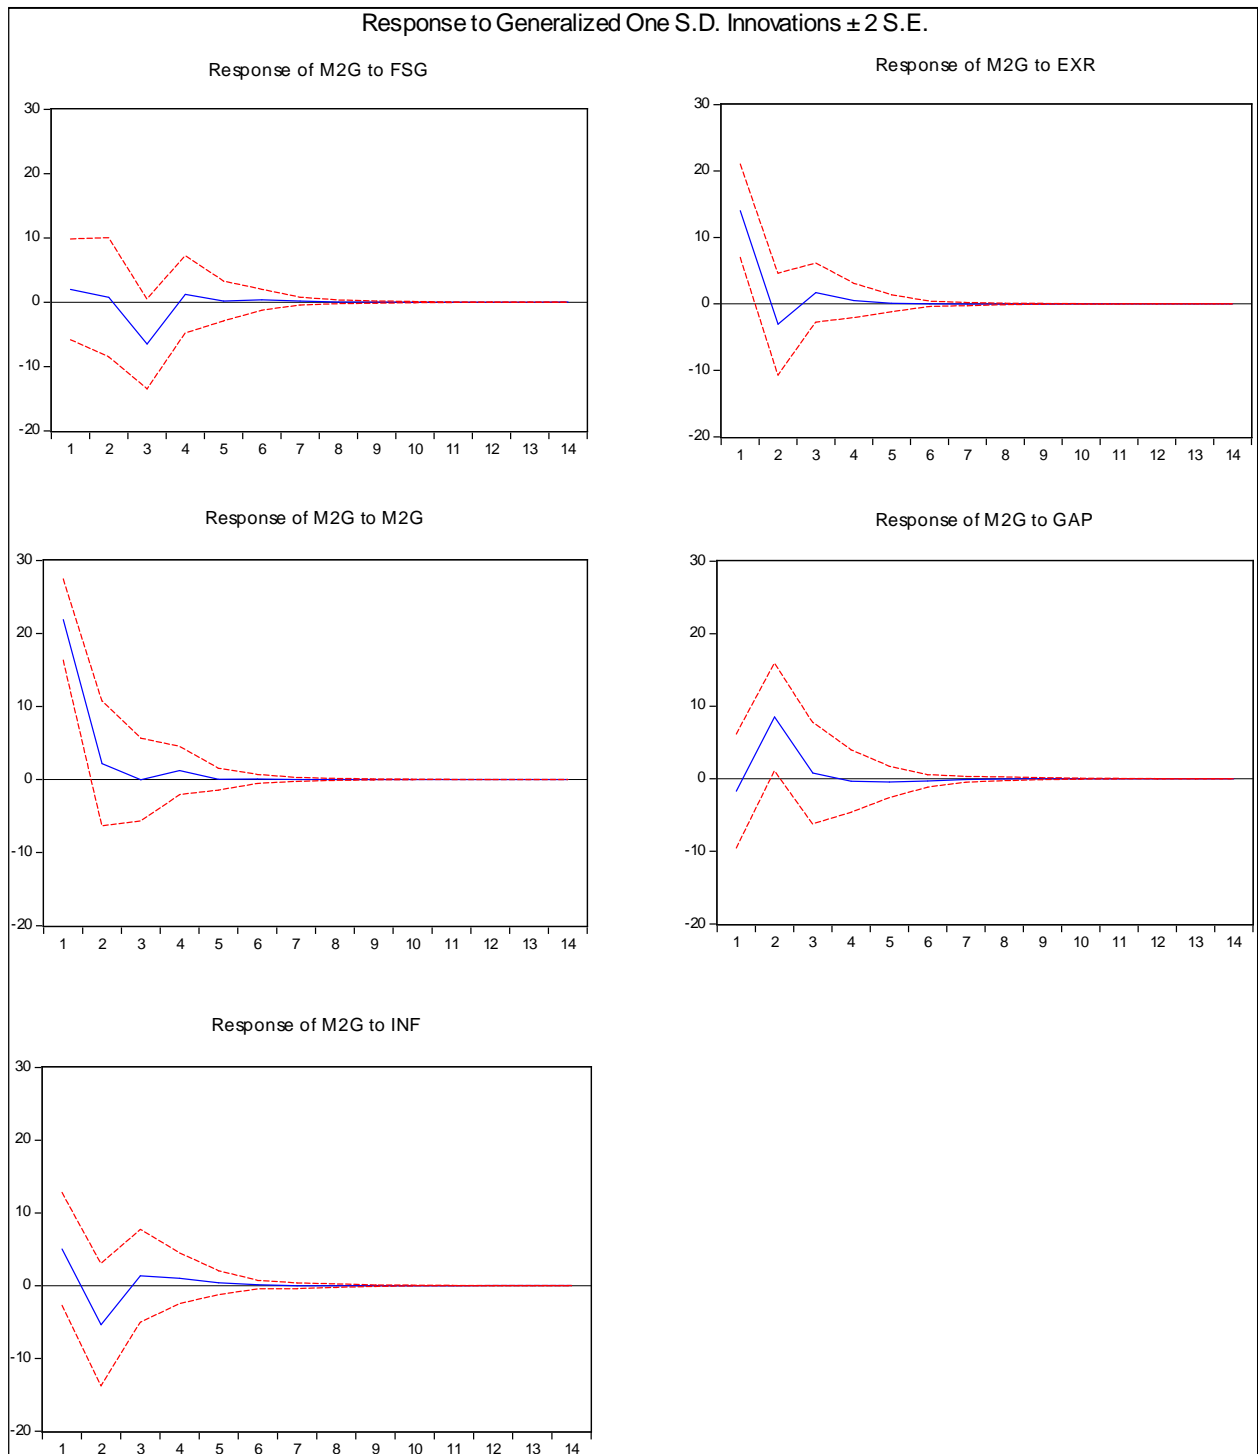 Response to Generalized One S.D. Innovations ± 2 S.E.
Response of M2G to FSG
30
20
10
0
-10
-20
1 2 3 4 5 6 7 8 9 10 11 12 13 14
Response of M2G to EXR
30
20
10
0
-10
-20
1 2 3 4 5 6 7 8 9 10 11 12 13 14
Response of M2G to M2G
30
20
10
0
-10
-20
1 2 3 4 5 6 7 8 9 10 11 12 13 14
Response of M2G to GAP
30
20
10
0
-10
-20
1 2 3 4 5 6 7 8 9 10 11 12 13 14
Response of M2G to INF
30
20
10
0
-10
-20
1 2 3 4 5 6 7 8 9 10 11 12 13 14